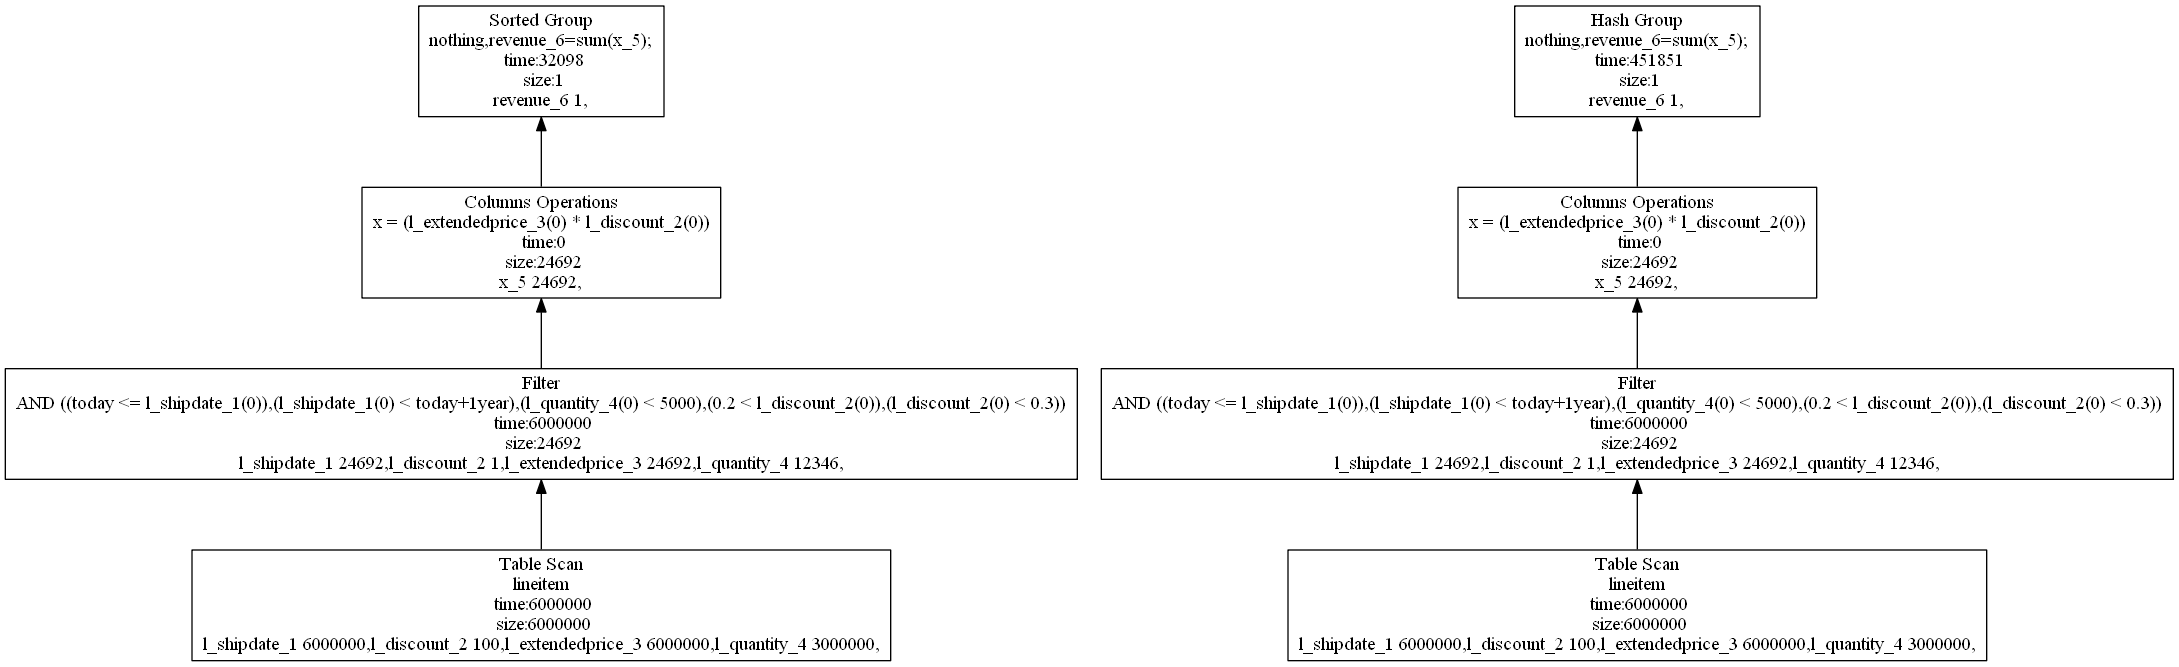 Sorted Group
nothing,revenue_6=sum(x_5);
time:32098
size:1
revenue_6 1,
Columns Operations
x = (l_extendedprice_3(0) * l_discount_2(0))
time:0
size:24692
x_5 24692,
Filter
AND ((today <= l_shipdate_1(0)),(l_shipdate_1(0) < today+1year),(l_quantity_4(0) < 5000),(0.2 < l_discount_2(0)),(l_discount_2(0) < 0.3))
time:6000000
size:24692
l_shipdate_1 24692,l_discount_2 1,l_extendedprice_3 24692,l_quantity_4 12346,
Table Scan
lineitem
time:6000000
size:6000000
l_shipdate_1 6000000,l_discount_2 100,l_extendedprice_3 6000000,l_quantity_4 3000000,
Hash Group
nothing,revenue_6=sum(x_5);
time:451851
size:1
revenue_6 1,
Columns Operations
x = (l_extendedprice_3(0) * l_discount_2(0))
time:0
size:24692
x_5 24692,
Filter
AND ((today <= l_shipdate_1(0)),(l_shipdate_1(0) < today+1year),(l_quantity_4(0) < 5000),(0.2 < l_discount_2(0)),(l_discount_2(0) < 0.3))
time:6000000
size:24692
l_shipdate_1 24692,l_discount_2 1,l_extendedprice_3 24692,l_quantity_4 12346,
Table Scan
lineitem
time:6000000
size:6000000
l_shipdate_1 6000000,l_discount_2 100,l_extendedprice_3 6000000,l_quantity_4 3000000,